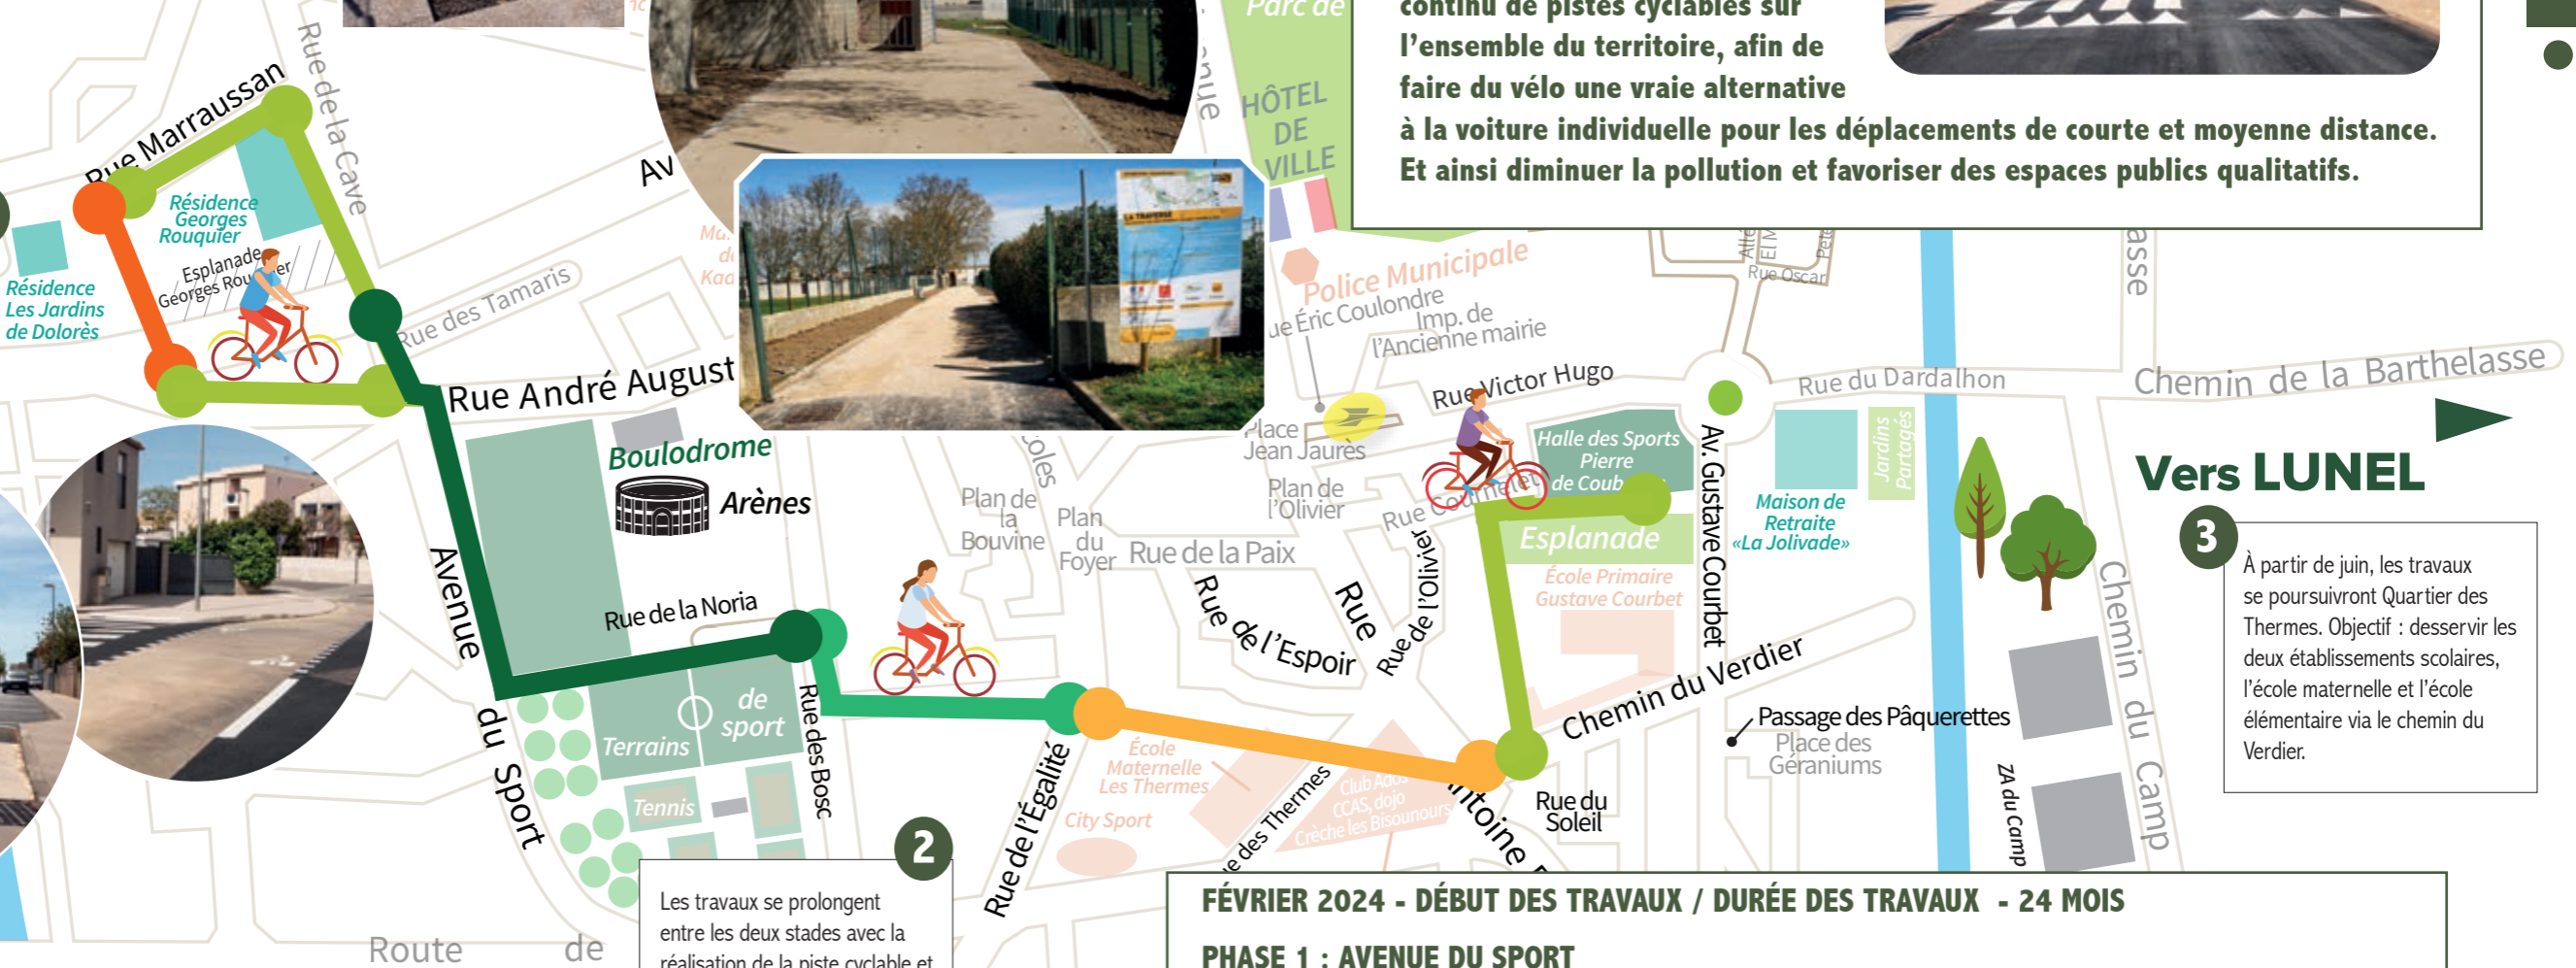 Parc de
continu de pistes cyclables sur
l'ensemble du territoire, afin de
faire du vélo une vraie alternative
à la voiture individuelle pour les déplacements de courte et moyenne distance.
Et ainsi diminuer la pollution et favoriser des espaces publics qualitatifs.
Rue Marraussan
Rue de la Cave
HÔTEL
DE
VILLE
Av
LA TRAVERSE
Résidence
Georges
Rouquier
Esplanade
Georges
Résidence
Les Jardins
de Dolorès
Rue des Tamaris
Police Municipale
Éric Coulondre
Imp. de
l'Ancienne mairie
Rue Oscar
Rue André August
Rue Victor Hugo
Rue du Dardalhon
Chemin de la Barthelasse
Boulodrome
Arènes
Place
Jean Jaurès
Plan de
l'Olivier
Halle des Sports
Pierre
de
Jardins
Partagés
Vers LUNEL
Plan de
la
Bouvine
Plan
du
Foyer
Rue de la Paix
Rue
Esplanade
Av. Gustave Courbet
Maison de
Retraite
«La Jolivade»
3
À partir de juin, les travaux
se poursuivront Quartier des
Thermes. Objectif : desservir les
deux établissements scolaires,
l'école maternelle et l'école
élémentaire via le chemin du
Verdier.
École Primaire
Gustave Courbet
Avenue
du Sport
Rue de la Noria
Rue de l'Espoir
Rue
Rue de l'Olivier
Chemin du Verdier
Passage des Pâquerettes
Place des
Géraniums
Chemin du Camp
ZA du Camp
Terrains
de
sport
Tennis
Rue des Bosc
Rue de l'Égalité
École
Maternelle
Les Thermes
City Sport
des Thermes
Club Ados
CCAS, dojo
Crèche les Bisounours
Rue du
Soleil
2
Les travaux se prolongent
entre les deux stades avec la
réalisation de la piste cyclable et
Route de
FÉVRIER 2024 - DÉBUT DES TRAVAUX / DURÉE DES TRAVAUX - 24 MOIS
PHASE 1 : AVENUE DU SPORT